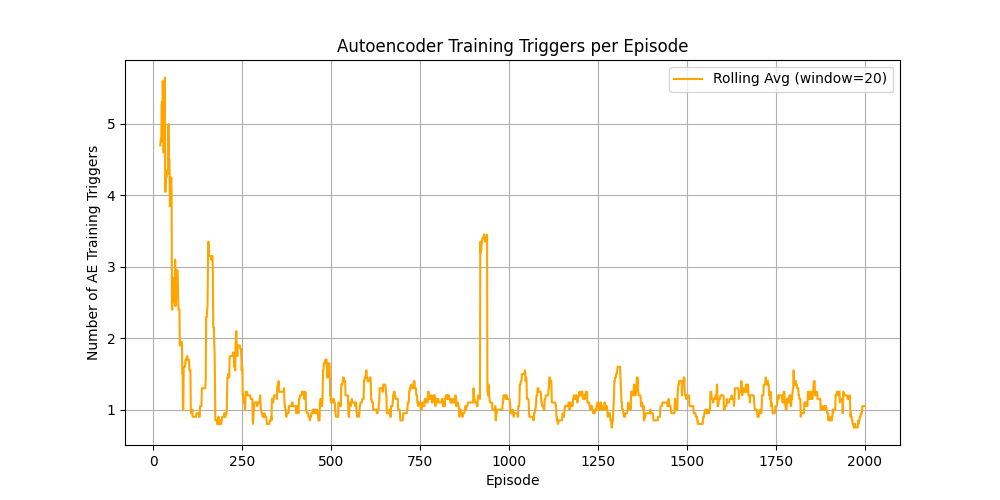 Autoencoder Training Triggers per Episode
Rolling Avg (window=20)
Number of AE Training Triggers
5
4
3
2
1
0 250 500 750 1000 1250 1500 1750 2000
Episode